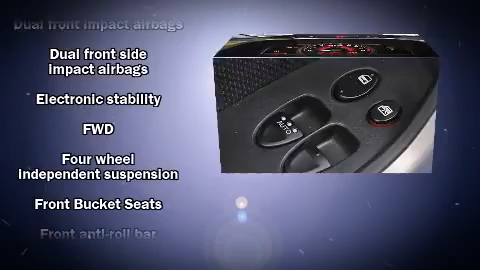 Dual front impact airbags
Dual front side
impact airbags
Electronic stability
FWD
Four wheel
Independent suspension
Front Bucket Seats
Front anti-roll bar
AUTO